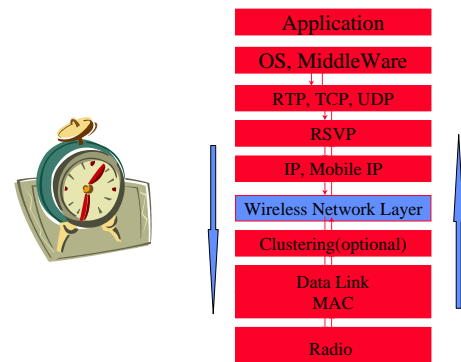 Application
OS, MiddleWare
RTP, TCP, UDP
RSVP
IP, Mobile IP
Wireless Network Layer
Clustering(optional)
Data Link
MAC
Radio